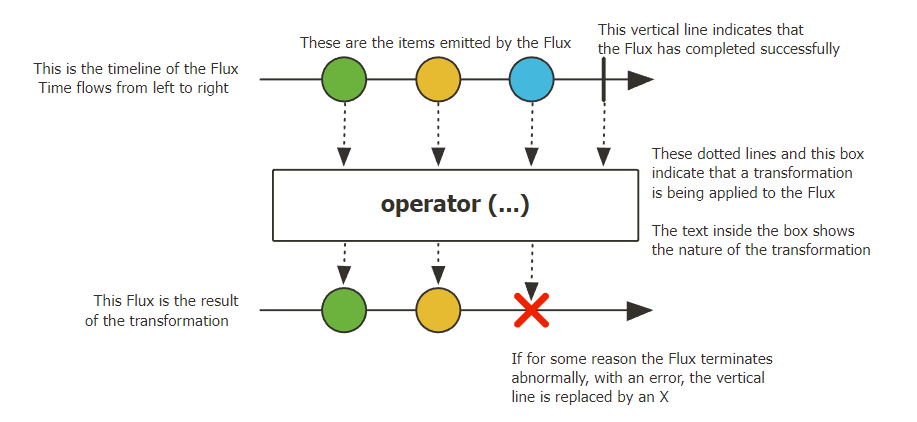 This vertical line indicates that
the Flux has completed successfully
These are the items emitted by the Flux
This is the timeline of the Flux
Time flows from left to right
These dotted lines and this box
indicate that a transformation
is being applied to the Flux
operator (...)
The text inside the box shows
the nature of the transformation
This Flux is the result
of the transformation
If for some reason the Flux terminates
abnormally, with an error, the vertical
line is replaced by an X